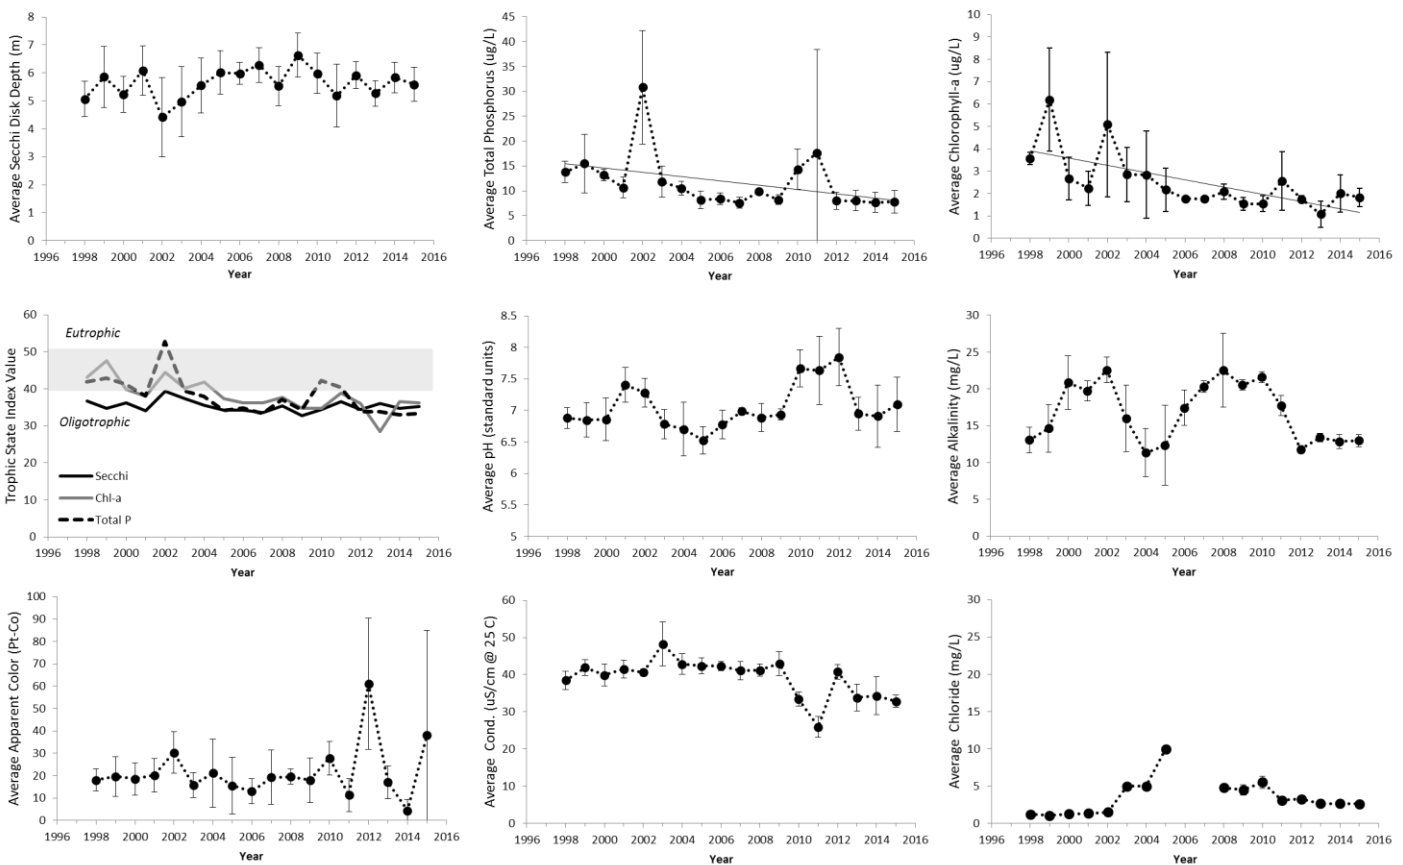 Average Secchi Disk Depth (m)
8
7
6
5
4
3
2
1
0
1996 1998 2000 2002 2004 2006 2008 2010 2012 2014 2016
Year
Average Total Phosphorus (ug/L)
45
40
35
30
25
20
15
10
5
0
1996 1998 2000 2002 2004 2006 2008 2010 2012 2014 2016
Year
Average Chlorophyll-a (ug/L)
10
9
8
7
6
5
4
3
2
1
0
1996 1998 2000 2002 2004 2006 2008 2010 2012 2014 2016
Year
Trophic State Index Value
60
50
40
30
20
10
0
Eutrophic
Oligotrophic
Secchi
Chl-a
Total P
1996 1998 2000 2002 2004 2006 2008 2010 2012 2014 2016
Year
Average pH (standard units)
8.5
8
7.5
7
6.5
6
5.5
5
1996 1998 2000 2002 2004 2006 2008 2010 2012 2014 2016
Year
Average Alkalinity (mg/L)
30
25
20
15
10
5
0
1996 1998 2000 2002 2004 2006 2008 2010 2012 2014 2016
Year
Average Apparent Color (Pt-Co)
100
90
80
70
60
50
40
30
20
10
0
1996 1998 2000 2002 2004 2006 2008 2010 2012 2014 2016
Year
Average Cond. (uS/cm @ 25 C)
60
50
40
30
20
10
0
1996 1998 2000 2002 2004 2006 2008 2010 2012 2014 2016
Year
Average Chloride (mg/L)
30
25
20
15
10
5
0
1996 1998 2000 2002 2004 2006 2008 2010 2012 2014 2016
Year